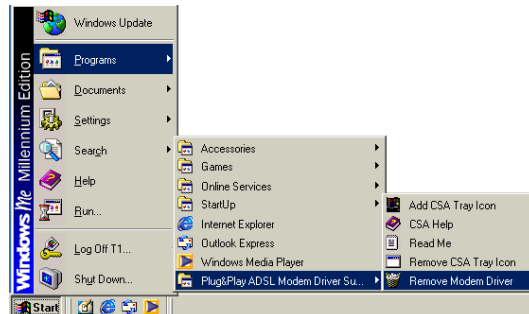 Windows Me Millennium Edition
Windows Update
Programs
Documents
Settings
Search
Help
Run...
Log Off T1...
Shut Down...
Start
Accessories
Games
Online Services
StartUp
Internet Explorer
Outlook Express
Windows Media Player
Plug&Play ADSL Modem Driver Su...
Add CSA Tray Icon
CSA Help
Read Me
Remove CSA Tray Icon
Remove Modem Driver